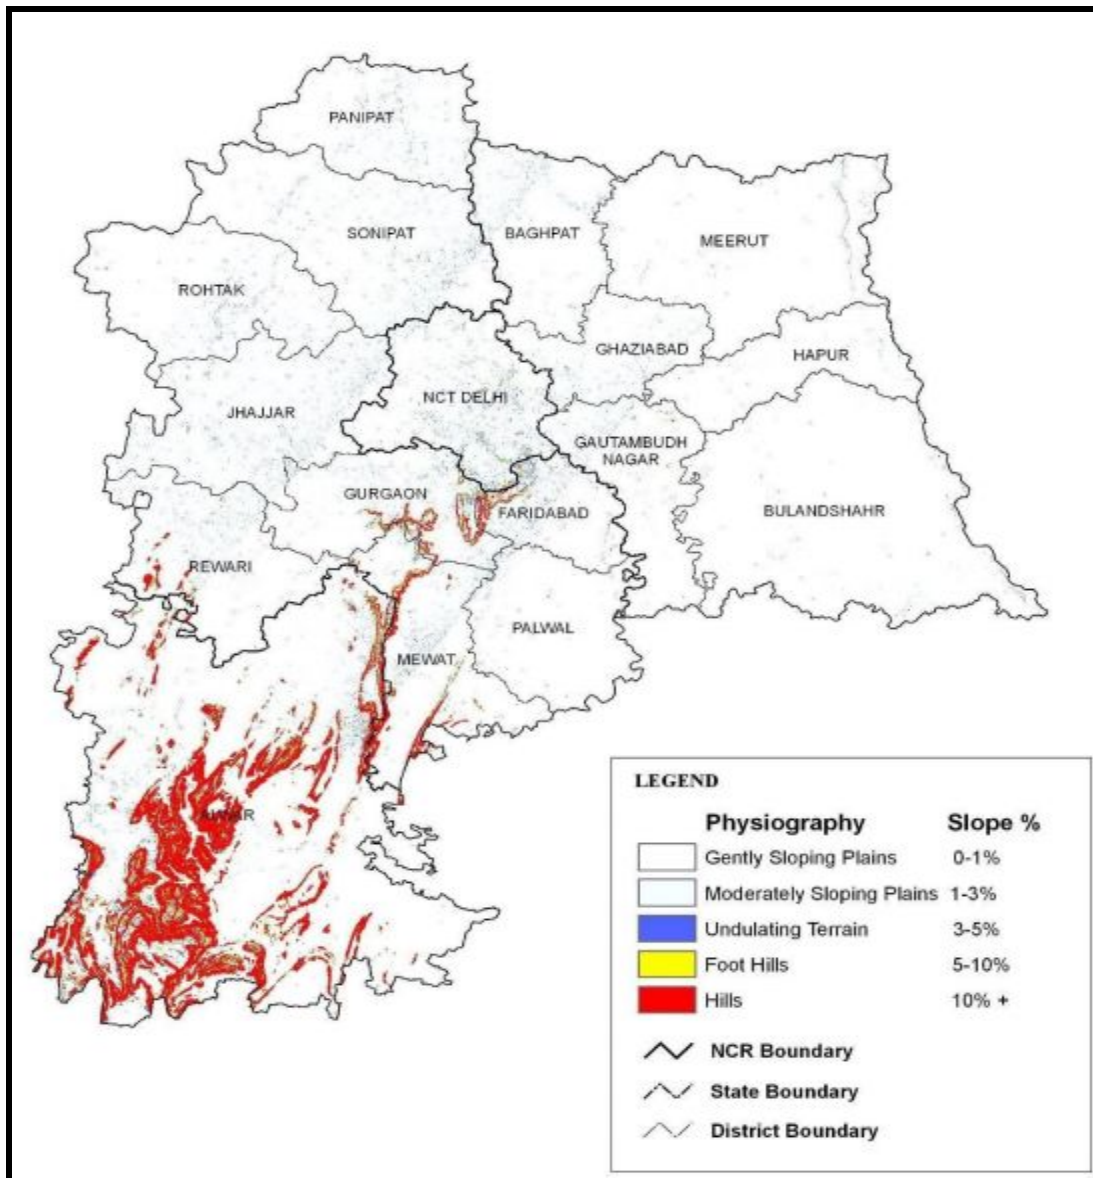 PANIPAT
SONIPAT
BAGHPAT
MEERUT
ROHTAK
GHAZIABAD
HAPUR
NCT DELHI
JHAJJAR
GAUTAMBUDH
NAGAR
GURGAON
FARIDABAD
BULANDSHAHR
REWARI
PALWAL
MEWAT
ALWAR
LEGEND
Physiography Slope %
Gently Sloping Plains 0-1%
Moderately Sloping Plains 1-3%
Undulating Terrain 3-5%
Foot Hills 5-10%
Hills 10% +
NCR Boundary
State Boundary
District Boundary